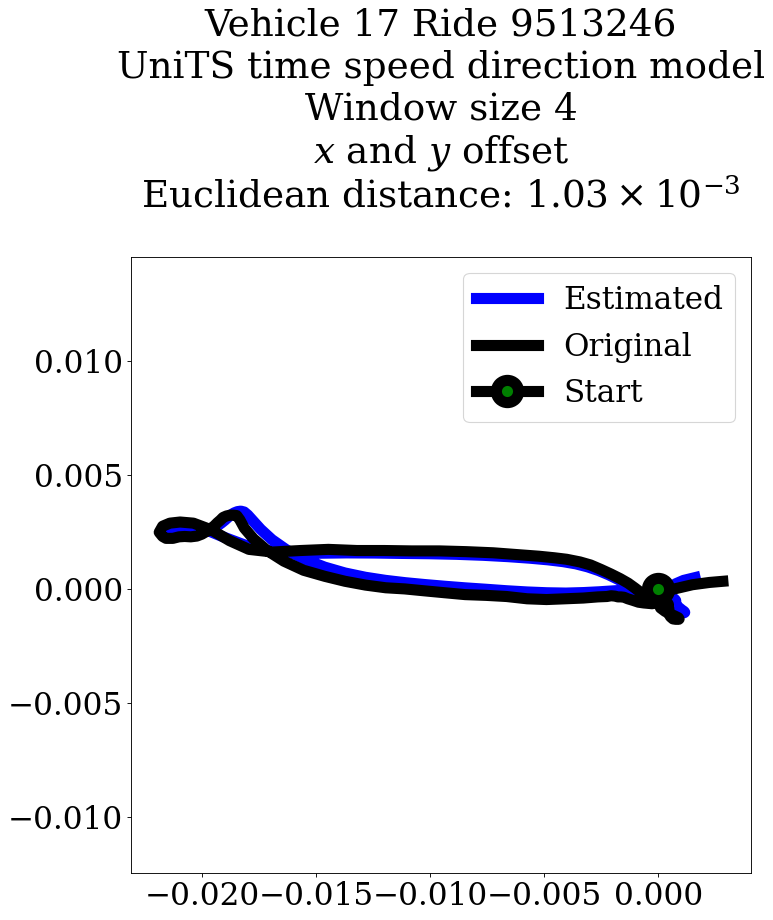 Vehicle 17 Ride 9513246
UniTS time speed direction model
Window size 4
x and y offset
Euclidean distance: 1.03 × 10⁻³
Estimated
Original
Start
0.010
0.005
0.000
−0.005
−0.010
−0.020 −0.015 −0.010 −0.005 0.000